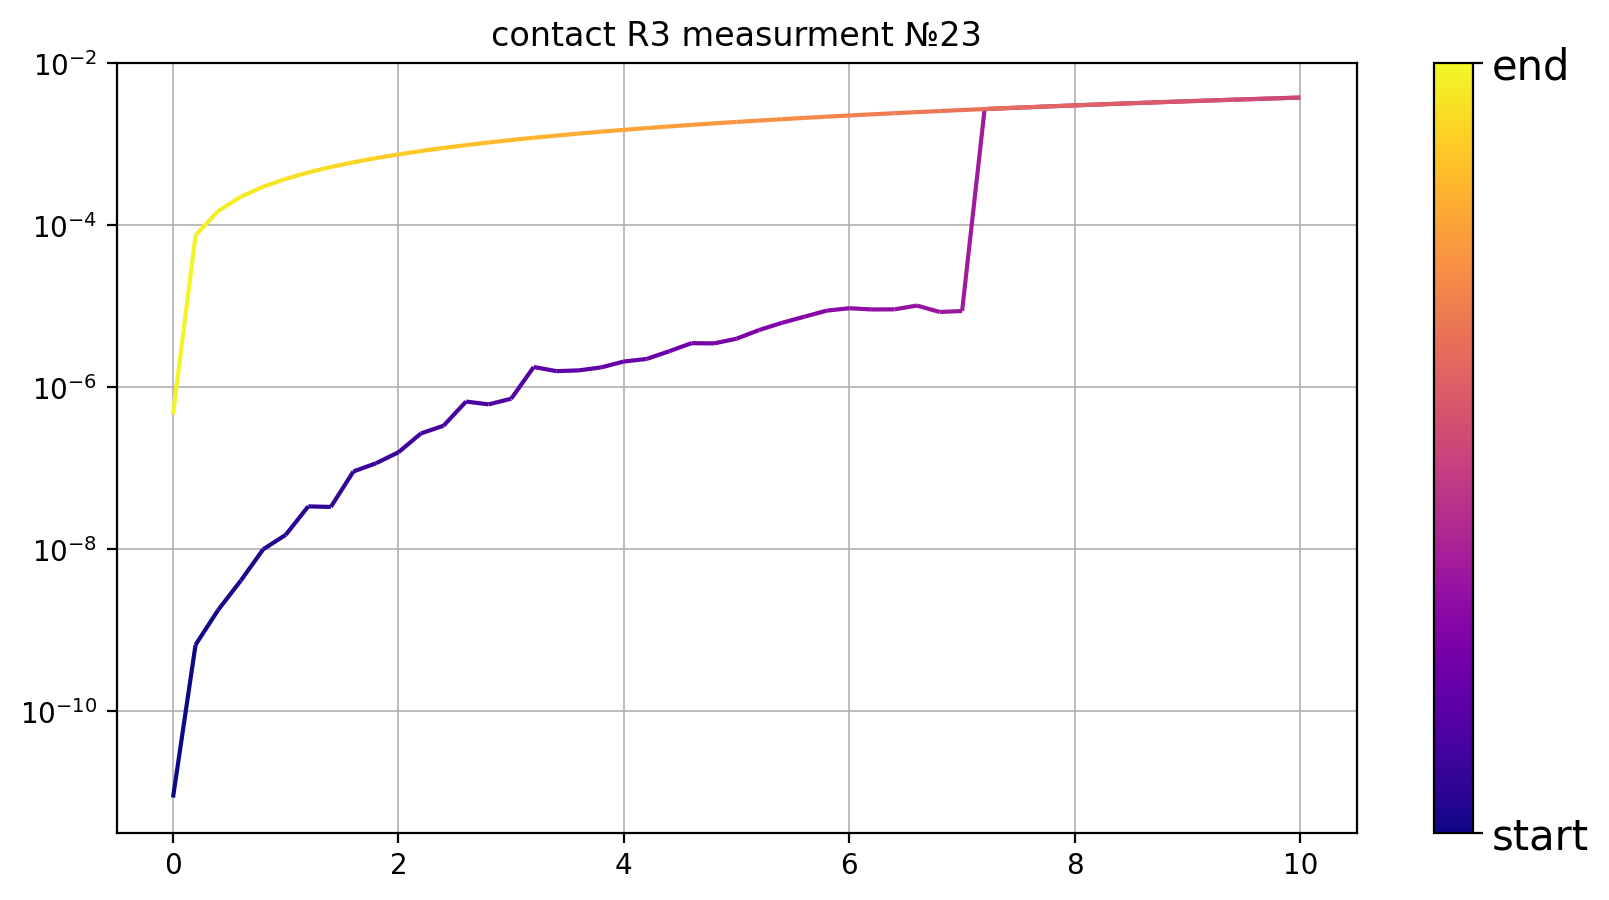 contact R3 measurment №23
10⁻²
10⁻⁴
10⁻⁶
10⁻⁸
10⁻¹⁰
0 2 4 6 8 10
end
start